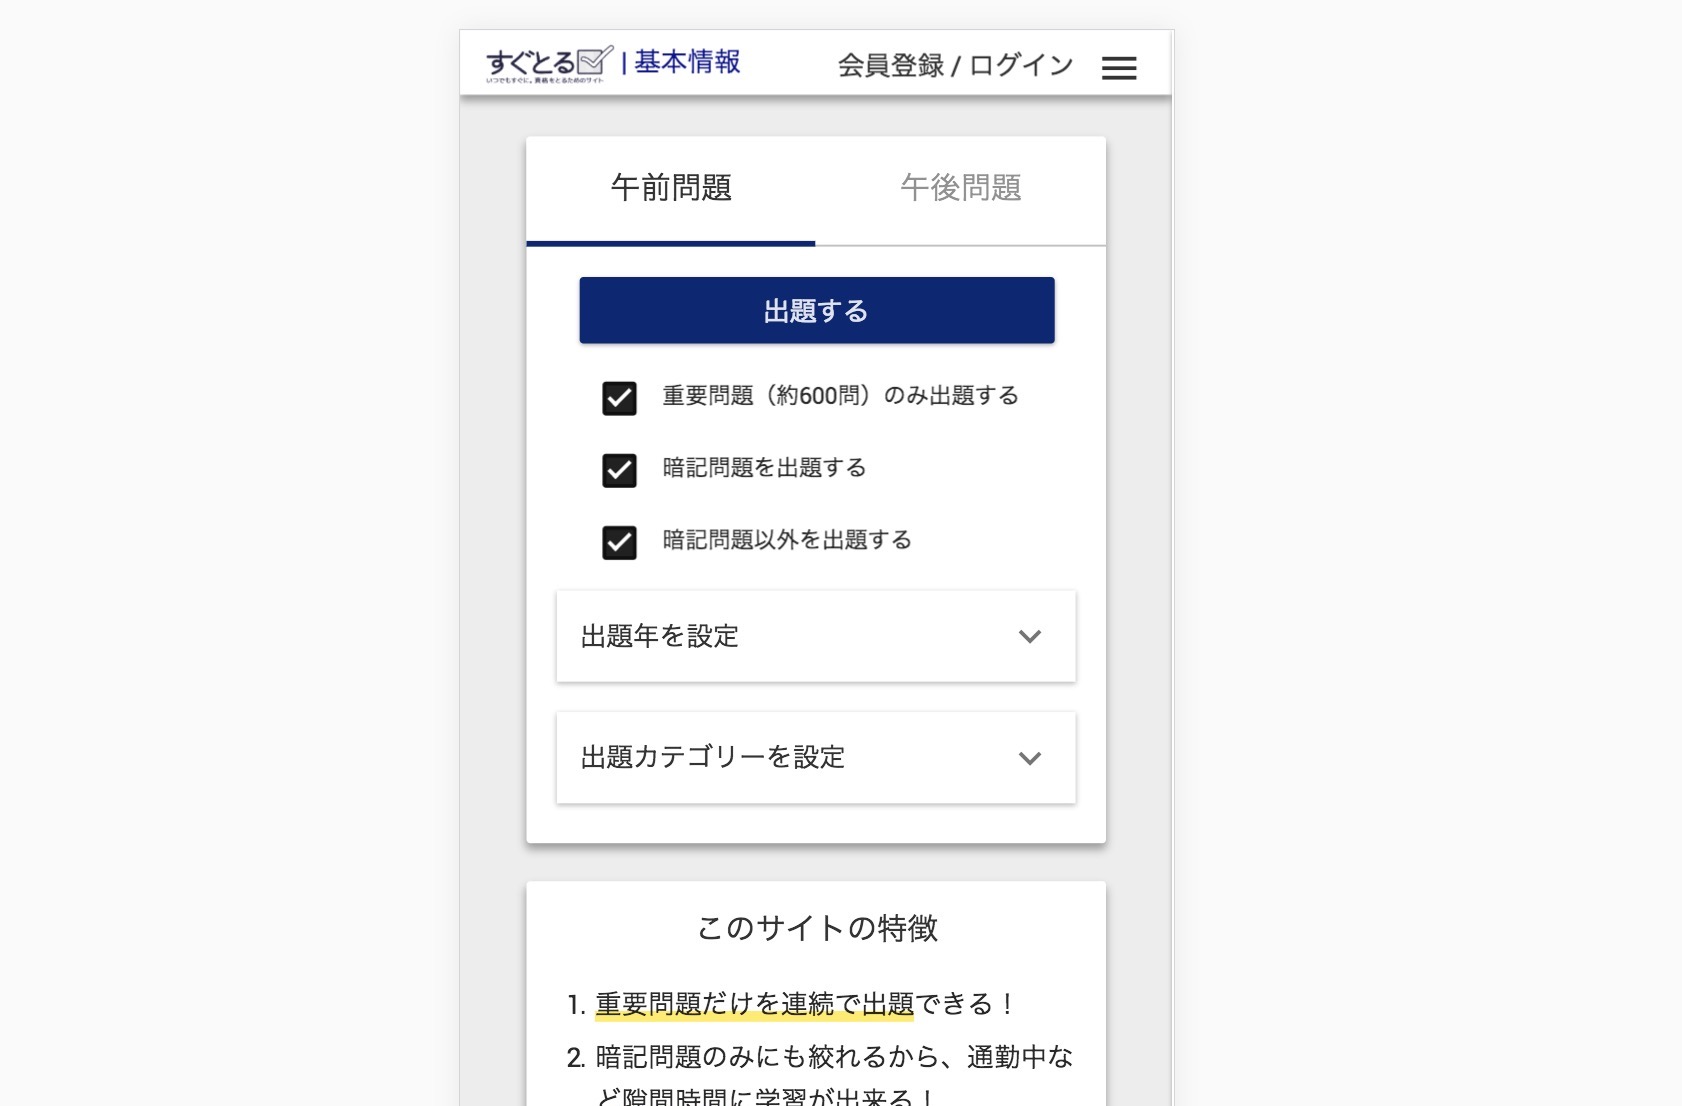 すぐとる | 基本情報
いつでもすぐに。資格をとるためのサイト
会員登録 / ログイン
午前問題
午後問題
出題する
重要問題（約600問）のみ出題する
暗記問題を出題する
暗記問題以外を出題する
出題年を設定
出題カテゴリーを設定
このサイトの特徴
1. 重要問題だけを連続で出題できる！
2. 暗記問題のみにも絞れるから、通勤中な
ど隙間時間に学習が出来る！